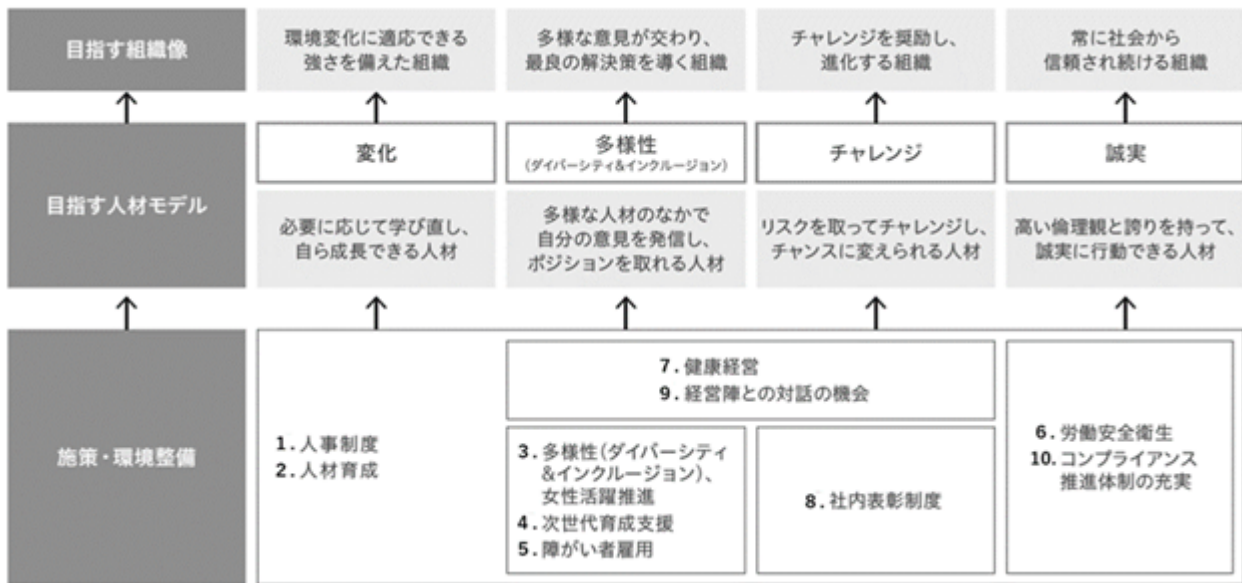 目指す組織像
環境変化に適応できる
強さを備えた組織
多様な意見が交わり、
最良の解決策を導く組織
チャレンジを奨励し、
進化する組織
常に社会から
信頼され続ける組織
目指す人材モデル
変化
多様性
(ダイバーシティ&インクルージョン)
チャレンジ
誠実
必要に応じて学び直し、
自ら成長できる人材
多様な人材のなかで
自分の意見を発信し、
ポジションを取れる人材
リスクを取ってチャレンジし、
チャンスに変えられる人材
高い倫理観と誇りを持って、
誠実に行動できる人材
施策・環境整備
1.人事制度
2.人材育成
7.健康経営
9.経営陣との対話の機会
3.多様性(ダイバーシティ
&インクルージョン)、
女性活躍推進
4.次世代育成支援
5.障がい者雇用
8.社内表彰制度
6.労働安全衛生
10.コンプライアンス
推進体制の充実